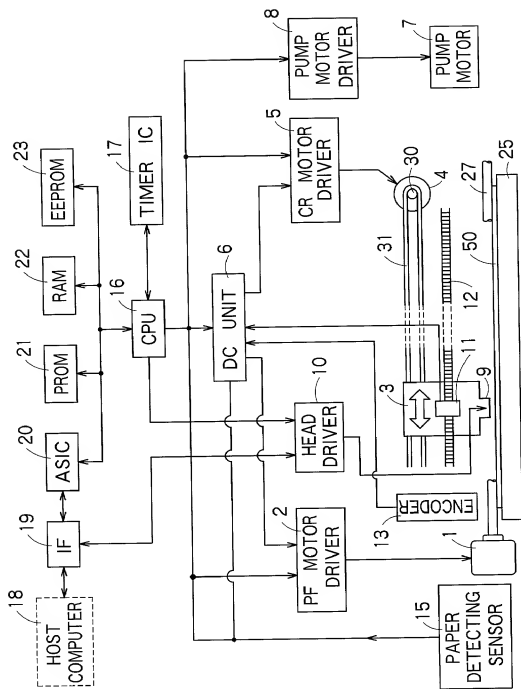 18
HOST
COMPUTER
19
IF
20
ASIC
21
PROM
22
RAM
23
EEPROM
16
CPU
17
TIMER IC
6
DC UNIT
10
HEAD
DRIVER
2
PF MOTOR
DRIVER
5
CR MOTOR
DRIVER
8
PUMP
MOTOR
DRIVER
7
PUMP
MOTOR
15
PAPER
DETECTING
SENSOR
13
ENCODER
1
3
11
9
31
12
30
4
50
27
25